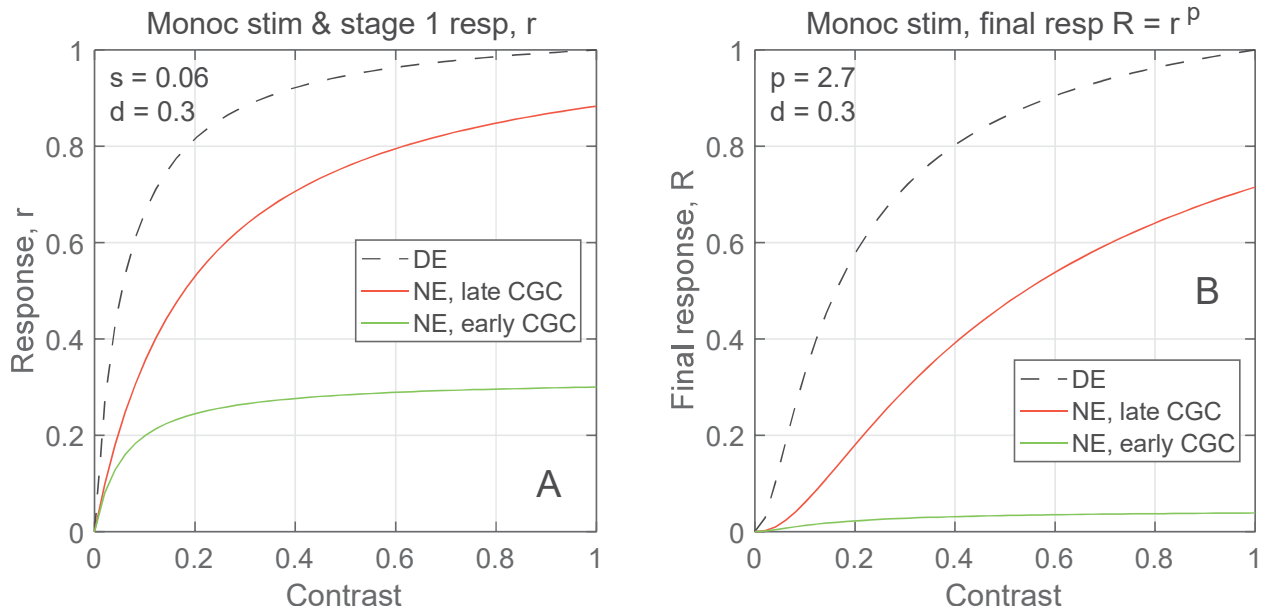 Monoc stim & stage 1 resp, r
1
0.8
0.6
0.4
0.2
0
Response, r
s = 0.06
d = 0.3
DE
NE, late CGC
NE, early CGC
A
0 0.2 0.4 0.6 0.8 1
Contrast
Monoc stim, final resp R = r^p
1
0.8
0.6
0.4
0.2
0
Final response, R
p = 2.7
d = 0.3
B
DE
NE, late CGC
NE, early CGC
0 0.2 0.4 0.6 0.8 1
Contrast